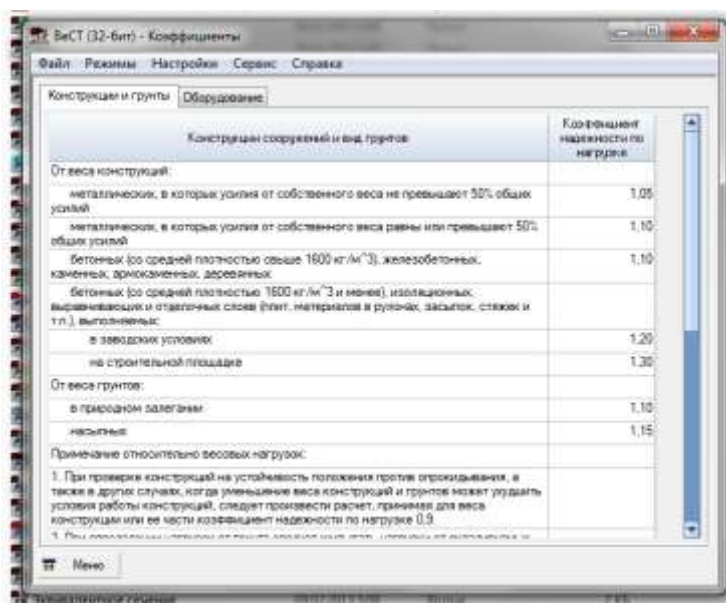 ВеСТ (32-бит) - Коэффициенты
Файл Режимы Настройки Сервис Справка
Конструкции и грунты Оборудование
Конструкции сооружений и вид грунтов
Коэффициент
надежности по
нагрузке
От веса конструкций:
металлических, в которых усилия от собственного веса не превышают 50% общих
усилий
1,05
металлических, в которых усилия от собственного веса равны или превышают 50%
общих усилий
1,10
бетонных (со средней плотностью свыше 1600 кг/м^3), железобетонных,
каменных, армокаменных, деревянных
1,10
бетонных (со средней плотностью 1600 кг/м^3 и менее), изоляционных,
выравнивающих и отделочных слоев (плит, материалов в рулонах, засыпок, стяжек и
т.п.), выполняемых:
в заводских условиях 1,20
на строительной площадке 1,30
От веса грунтов:
в природном залегании 1,10
насыпных 1,15
Примечание относительно весовых нагрузок:
1. При проверке конструкций на устойчивость положения против опрокидывания, а
также в других случаях, когда уменьшение веса конструкций и грунтов может ухудшить
условия работы конструкций, следует произвести расчет, принимая для веса
конструкции или ее части коэффициент надежности по нагрузке 0.9.
Меню